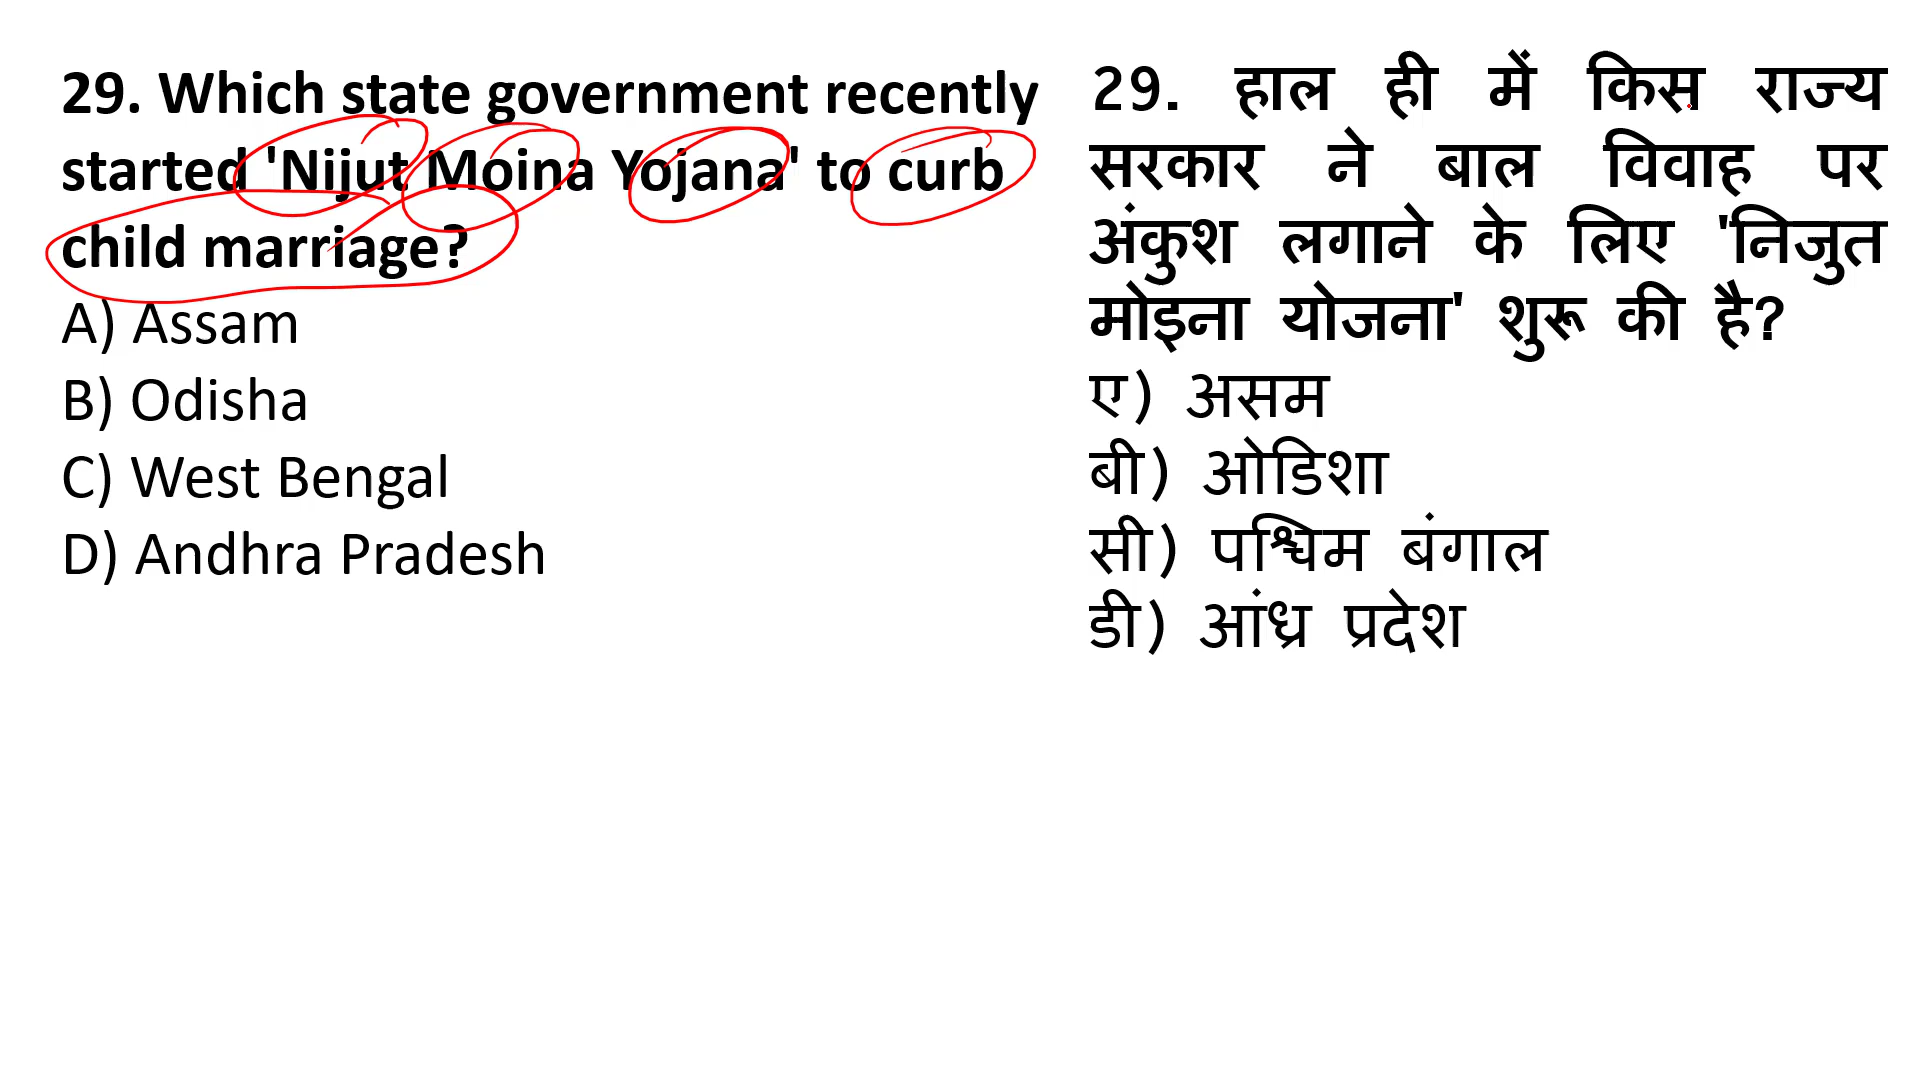 29. Which state government recently
started 'Nijut Moina Yojana' to curb
child marriage?
A) Assam
B) Odisha
C) West Bengal
D) Andhra Pradesh
29. हाल ही में किस राज्य
सरकार ने बाल विवाह पर
अंकुश लगाने के लिए 'निजुत
मोइना योजना' शुरू की है?
ए) असम
बी) ओडिशा
सी) पश्चिम बंगाल
डी) आंध्र प्रदेश